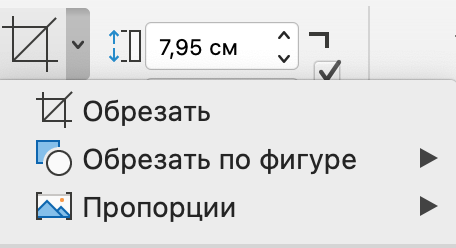 7,95 см
Обрезать
Обрезать по фигуре
Пропорции